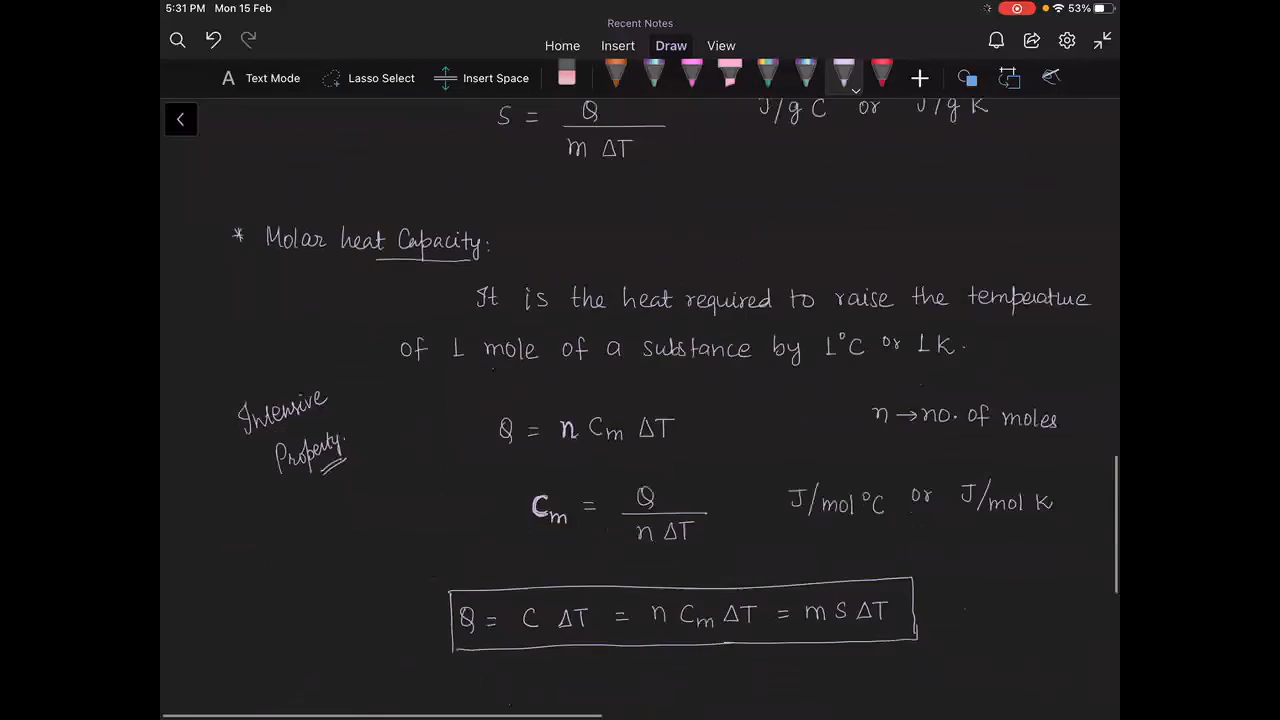 5:31 PM Mon 15 Feb
53%
Recent Notes
Home Insert Draw View
Text Mode Lasso Select Insert Space
S = Q / m ΔT J/g C or J/g K
* Molar heat Capacity:
It is the heat required to raise the temperature
of 1 mole of a substance by 1°C or 1K.
Intensive
Property.
Q = n Cm ΔT n → no. of moles
Cm = Q / n ΔT J/mol °C or J/mol K
Q = C ΔT = n Cm ΔT = m S ΔT